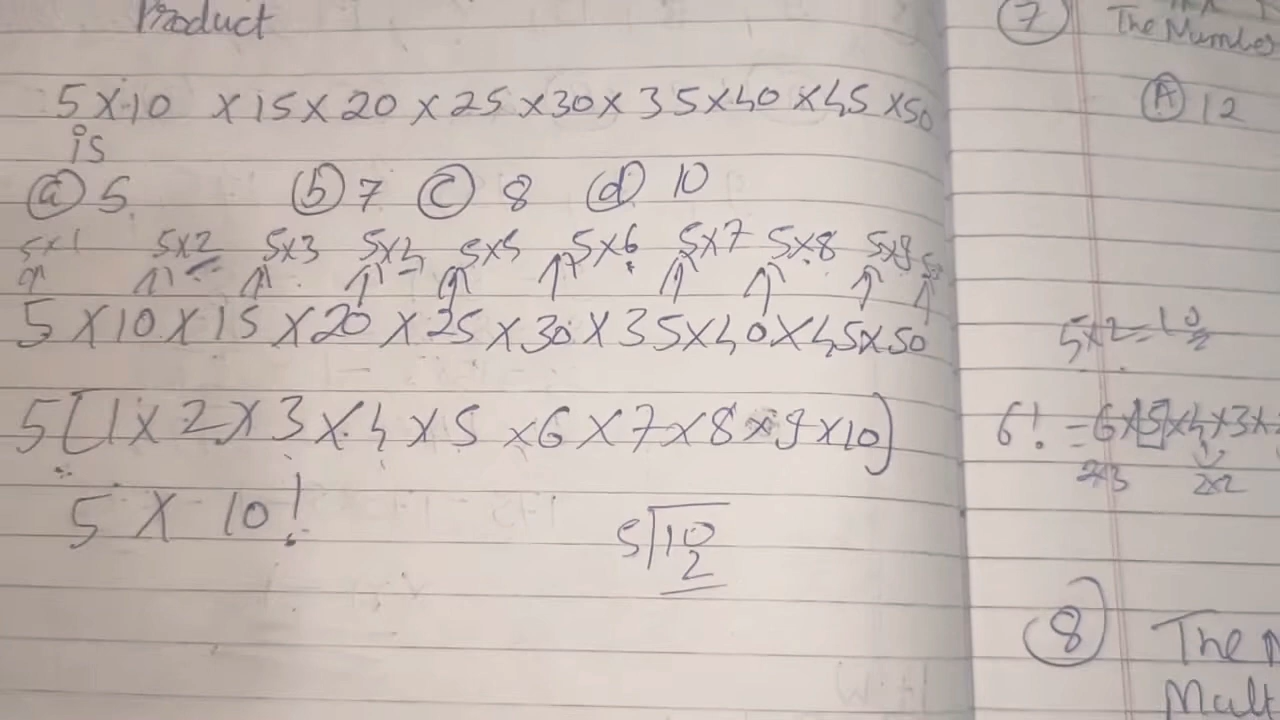 Product
5 x 10 x 15 x 20 x 25 x 30 x 35 x 40 x 45 x 50
is
(a) 5 (b) 7 (c) 8 (d) 10
5x1 5x2 5x3 5x4 5x5 5x6 5x7 5x8 5x9
5 x 10 x 15 x 20 x 25 x 30 x 35 x 40 x 45 x 50
5[1 x 2 x 3 x 4 x 5 x 6 x 7 x 8 x 9 x 10]
5 x 10!
5 10
2
7
The Number
(A) 12
5x2=10
6! = 6x5x4x3x
2x3 2x2
8 The
Mult